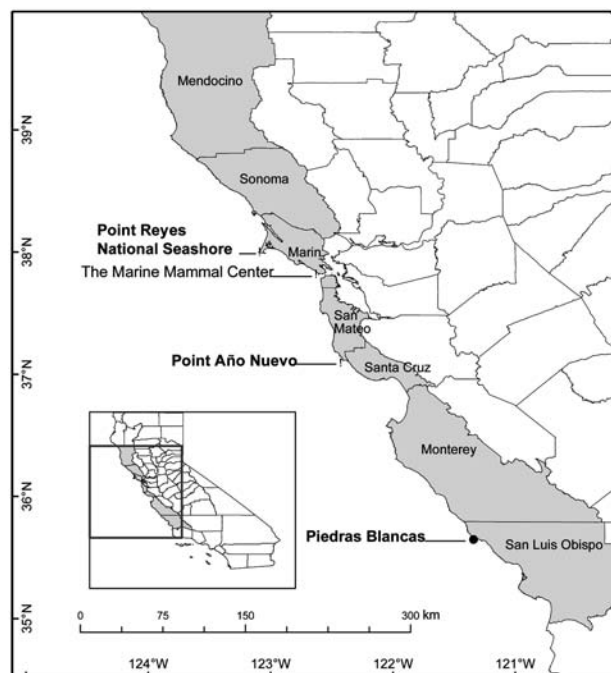 Mendocino
39°N
Sonoma
Point Reyes
National Seashore
38°N
Marin
The Marine Mammal Center
San
Mateo
Point Año Nuevo
37°N
Santa Cruz
Monterey
36°N
Piedras Blancas
San Luis Obispo
35°N
0 75 150 300 km
124°W 123°W 122°W 121°W